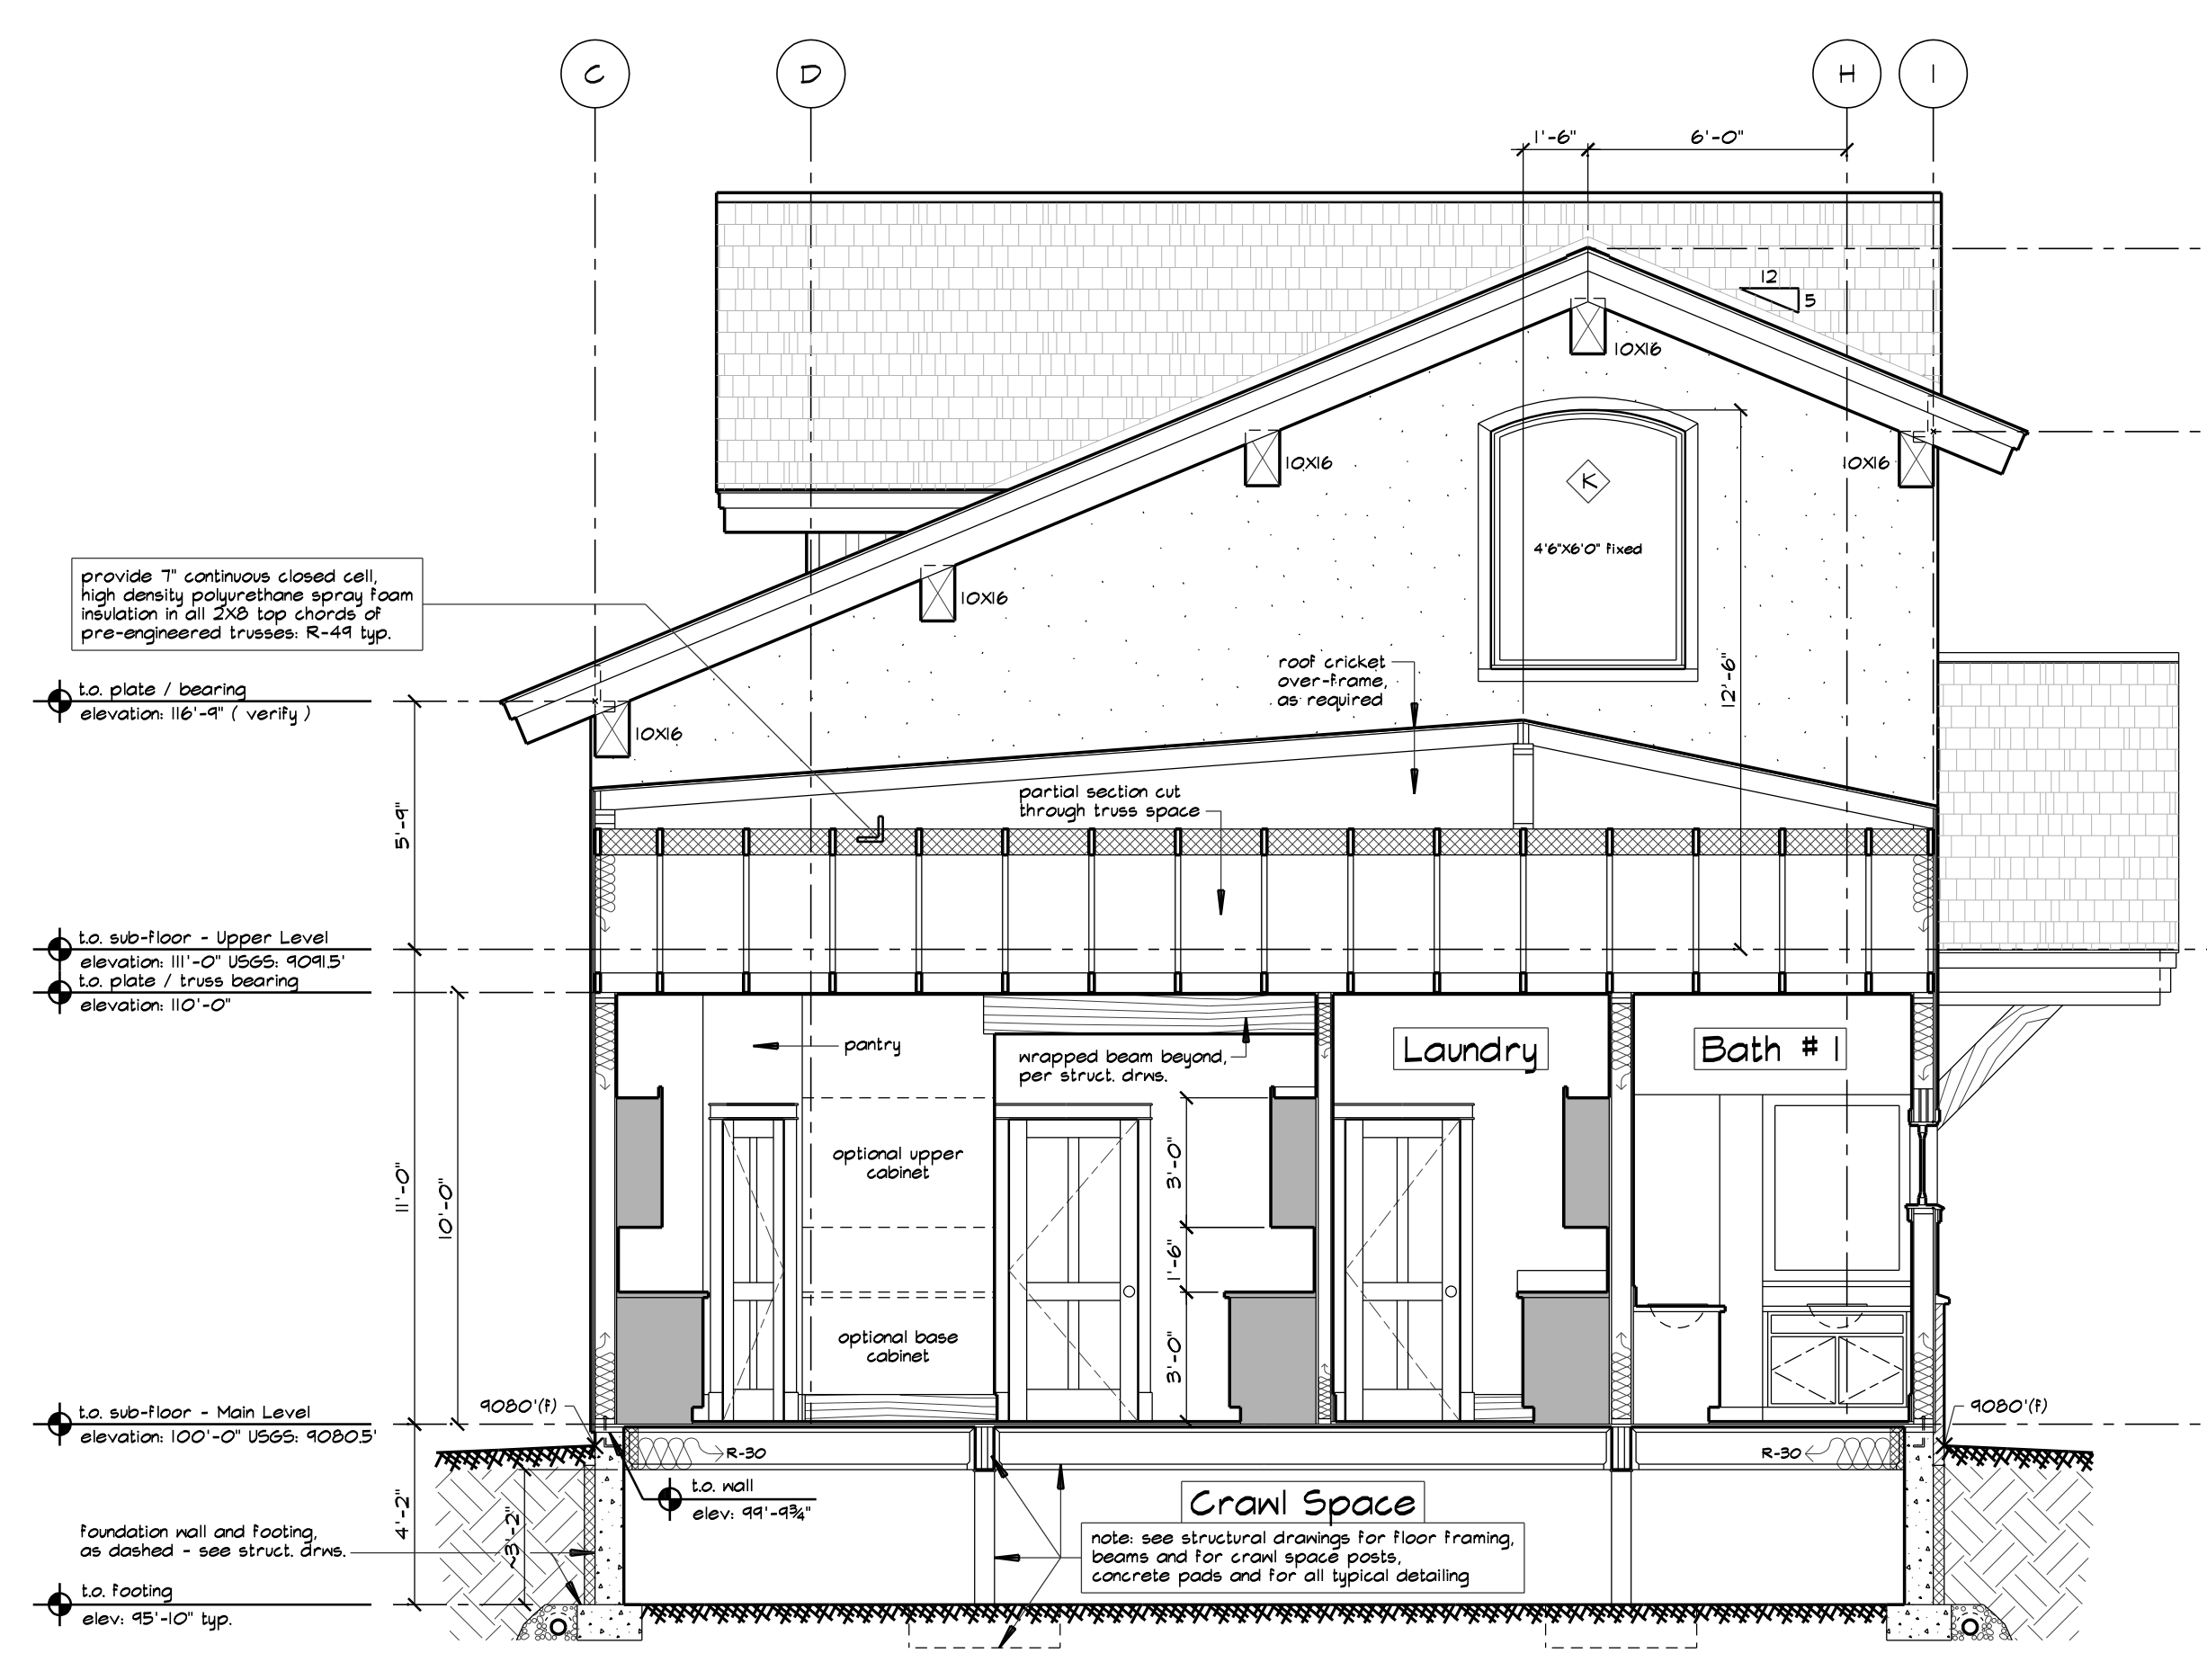 C
D
H
I
1'-6"
6'-0"
12
5
10X16
10X16
10X16
K
4'6"X6'0" fixed
10X16
10X16
12'-6"
provide 7" continuous closed cell,
high density polyurethane spray foam
insulation in all 2X8 top chords of
pre-engineered trusses: R-49 typ.
roof cricket
over-frame,
as required
t.o. plate / bearing
elevation: 116'-9" ( verify )
partial section cut
through truss space
5'-9"
t.o. sub-floor - Upper Level
elevation: 111'-0" USGS: 9091.5'
t.o. plate / truss bearing
elevation: 110'-0"
pantry
wrapped beam beyond,
per struct. drws.
Laundry
Bath # 1
11'-0"
10'-0"
optional upper
cabinet
3'-0"
1'-6"
3'-0"
optional base
cabinet
9080'(f)
9080'(f)
t.o. sub-floor - Main Level
elevation: 100'-0" USGS: 9080.5'
R-30
R-30
t.o. wall
elev: 99'-9¾"
Crawl Space
note: see structural drawings for floor framing,
beams and for crawl space posts,
concrete pads and for all typical detailing
4'-2"
~3'-2"
foundation wall and footing,
as dashed - see struct. drws.
t.o. footing
elev: 95'-10" typ.